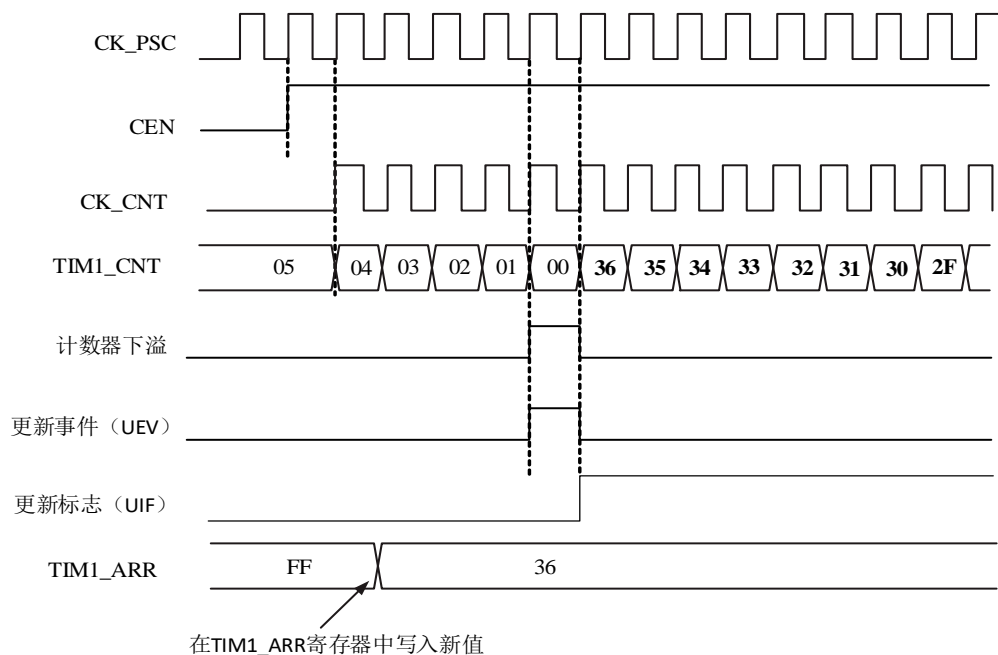 CK_PSC
CEN
CK_CNT
TIM1_CNT 05 04 03 02 01 00 36 35 34 33 32 31 30 2F
计数器下溢
更新事件（UEV）
更新标志（UIF）
TIM1_ARR FF 36
在TIM1_ARR寄存器中写入新值